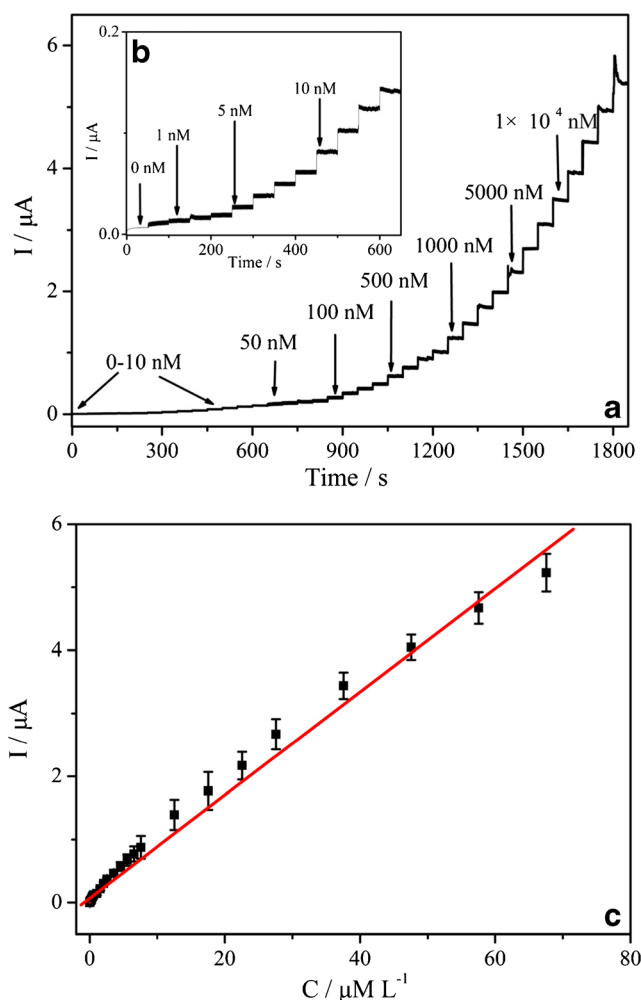 6
4
2
0
I / μA
0 300 600 900 1200 1500 1800
Time / s
a
0-10 nM
50 nM
100 nM
500 nM
1000 nM
5000 nM
1× 10⁴ nM
b
0.2
0.0
I / μA
0 200 400 600
Time / s
0 nM
1 nM
5 nM
10 nM
6
4
2
0
I / μA
0 20 40 60 80
C / μM L⁻¹
c